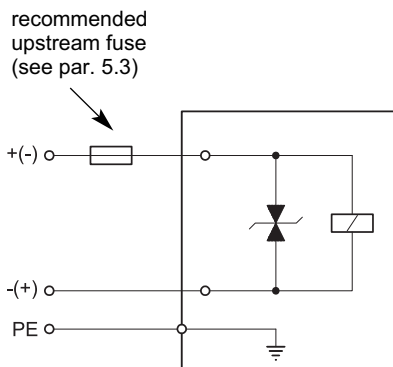 recommended
upstream fuse
(see par. 5.3)
+(-)
-(+)
PE